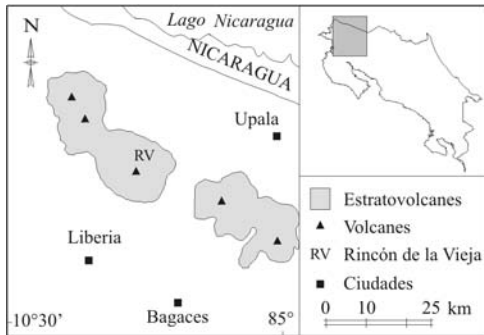 Lago Nicaragua
N
NICARAGUA
Upala
RV
Liberia
Bagaces
10°30'
85°
Estratovolcanes
Volcanes
RV Rincón de la Vieja
Ciudades
0 10 25
km